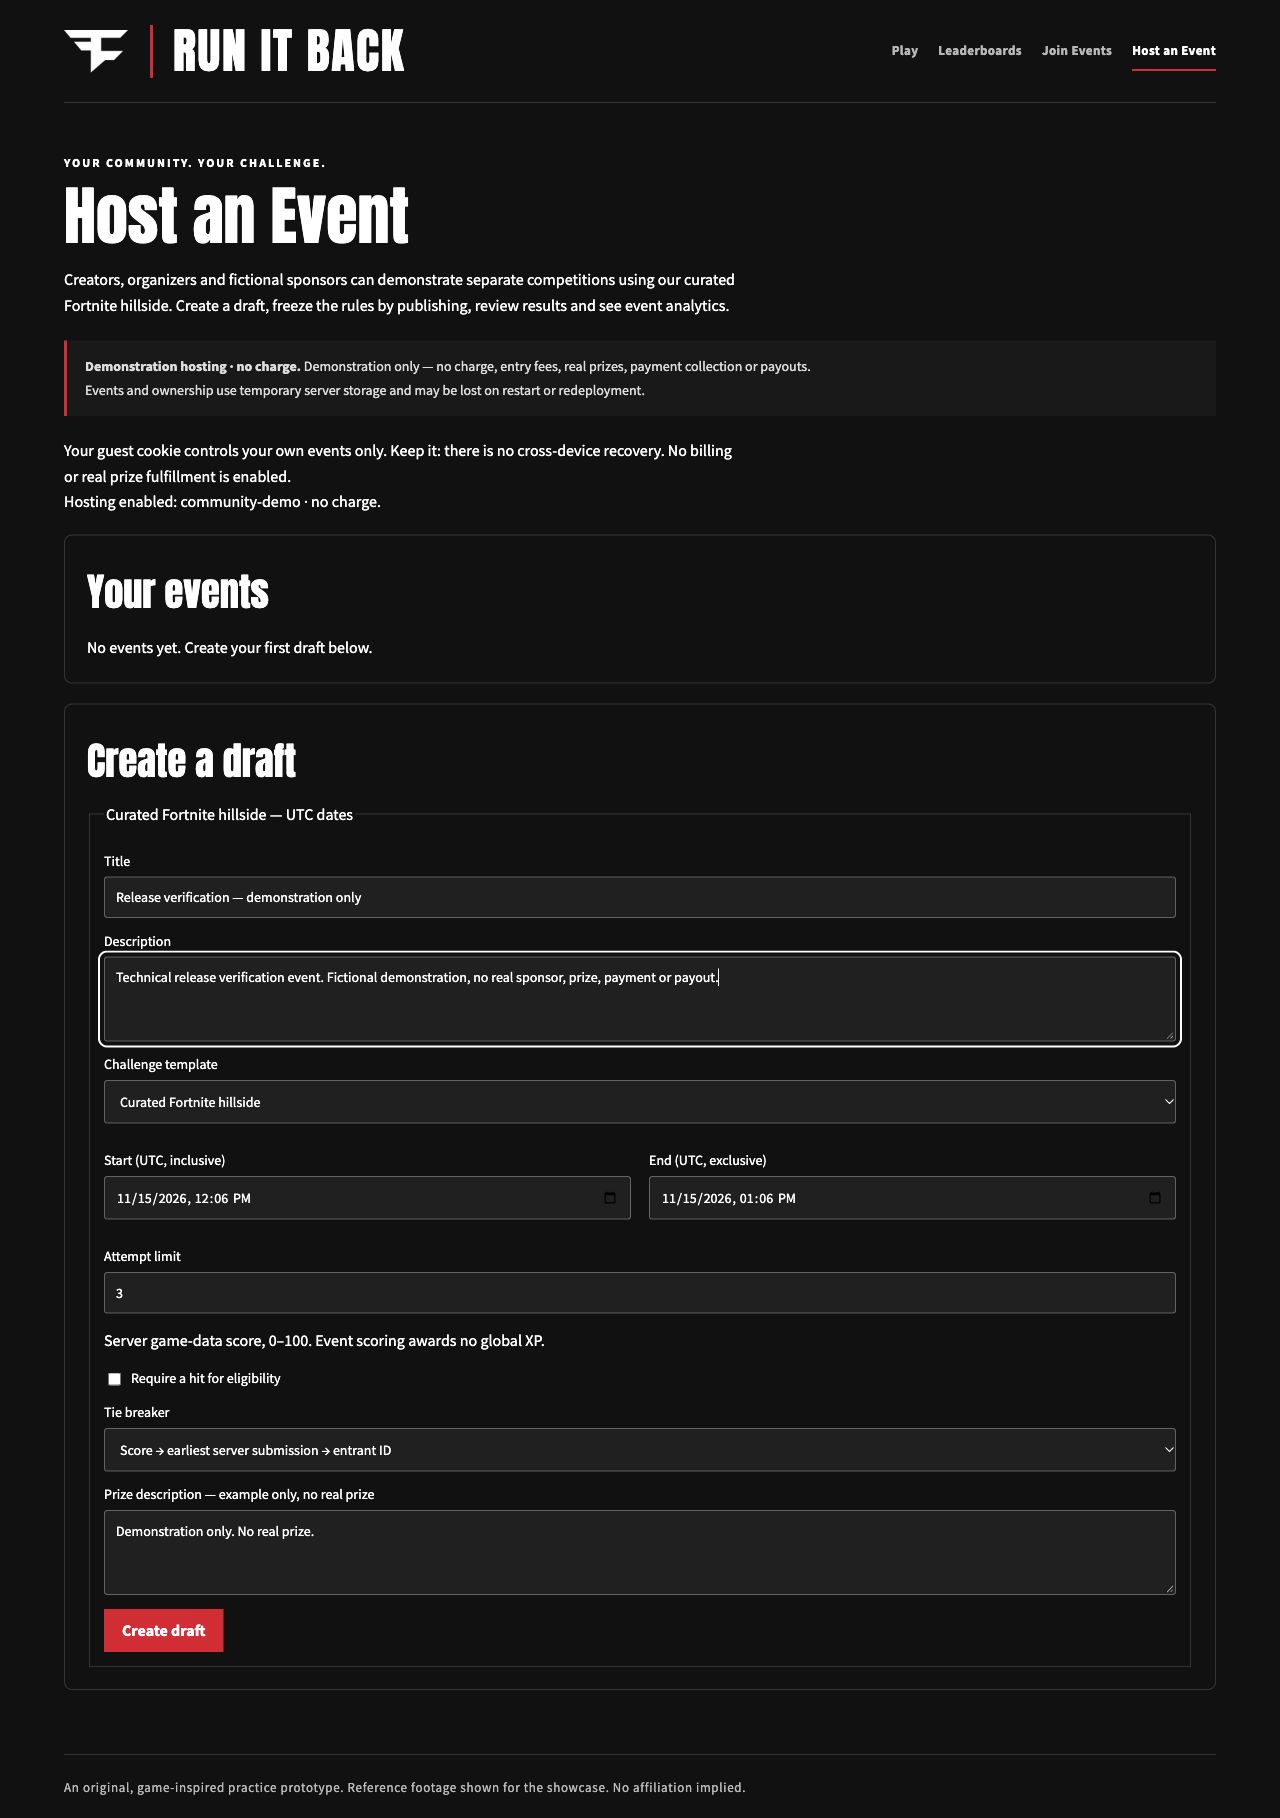 RUN IT BACK
Play
Leaderboards
Join Events
Host an Event
YOUR COMMUNITY. YOUR CHALLENGE.
Host an Event
Creators, organizers and fictional sponsors can demonstrate separate competitions using our curated
Fortnite hillside. Create a draft, freeze the rules by publishing, review results and see event analytics.
Demonstration hosting · no charge. Demonstration only — no charge, entry fees, real prizes, payment collection or payouts.
Events and ownership use temporary server storage and may be lost on restart or redeployment.
Your guest cookie controls your own events only. Keep it: there is no cross-device recovery. No billing
or real prize fulfillment is enabled.
Hosting enabled: community-demo · no charge.
Your events
No events yet. Create your first draft below.
Create a draft
Curated Fortnite hillside — UTC dates
Title
Release verification — demonstration only
Description
Technical release verification event. Fictional demonstration, no real sponsor, prize, payment or payout.
Challenge template
Curated Fortnite hillside
Start (UTC, inclusive)
End (UTC, exclusive)
11/15/2026, 12:06 PM
11/15/2026, 01:06 PM
Attempt limit
3
Server game-data score, 0–100. Event scoring awards no global XP.
Require a hit for eligibility
Tie breaker
Score → earliest server submission → entrant ID
Prize description — example only, no real prize
Demonstration only. No real prize.
Create draft
An original, game-inspired practice prototype. Reference footage shown for the showcase. No affiliation implied.